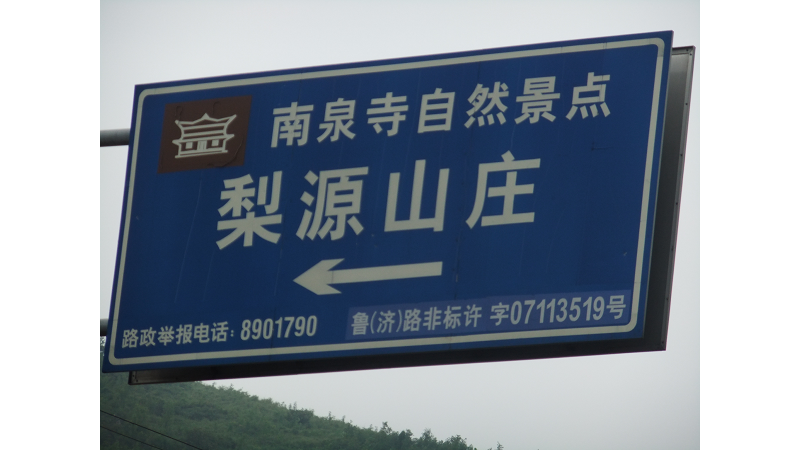 南泉寺自然景点
梨源山庄
路政举报电话：8901790
鲁(济)路非标许 字07113519号